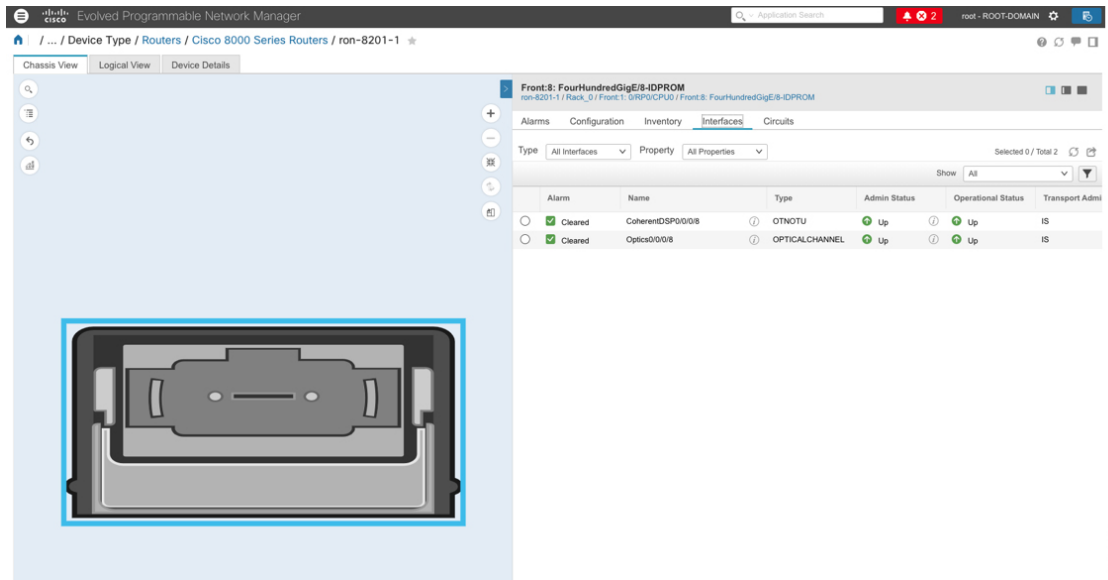 cisco Evolved Programmable Network Manager
Application Search
2
root - ROOT-DOMAIN
/ ... / Device Type / Routers / Cisco 8000 Series Routers / ron-8201-1
Chassis View Logical View Device Details
Front:8: FourHundredGigE/8-IDPROM
ron-8201-1 / Rack_0 / Front:1: 0/RP0/CPU0 / Front:8: FourHundredGigE/8-IDPROM
Alarms Configuration Inventory Interfaces Circuits
Type All Interfaces Property All Properties Selected 0 / Total 2
Show All
Alarm Name Type Admin Status Operational Status Transport Admi
Cleared CoherentDSP0/0/0/8 OTNOTU Up Up IS
Cleared Optics0/0/0/8 OPTICALCHANNEL Up Up IS